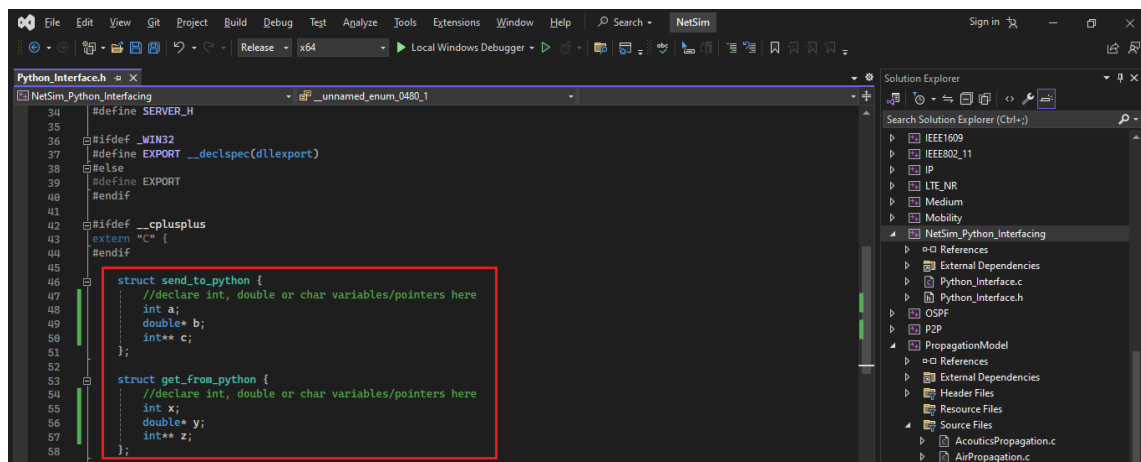 File Edit View Git Project Build Debug Test Analyze Tools Extensions Window Help Search NetSim Sign in
Release x64 Local Windows Debugger
Python_Interface.h
NetSim_Python_Interfacing __unnamed_enum_0480_1
34 #define SERVER_H
35
36 #ifdef _WIN32
37 #define EXPORT __declspec(dllexport)
38 #else
39 #define EXPORT
40 #endif
41
42 #ifdef __cplusplus
43 extern "C" {
44 #endif
45
46 struct send_to_python {
47 //declare int, double or char variables/pointers here
48 int a;
49 double* b;
50 int** c;
51 };
52
53 struct get_from_python {
54 //declare int, double or char variables/pointers here
55 int x;
56 double* y;
57 int** z;
58 };
Solution Explorer
Search Solution Explorer (Ctrl+;)
IEEE1609
IEEE802_11
IP
LTE_NR
Medium
Mobility
NetSim_Python_Interfacing
References
External Dependencies
Python_Interface.c
Python_Interface.h
OSPF
P2P
PropagationModel
References
External Dependencies
Header Files
Resource Files
Source Files
AcouticsPropagation.c
AirPropagation.c